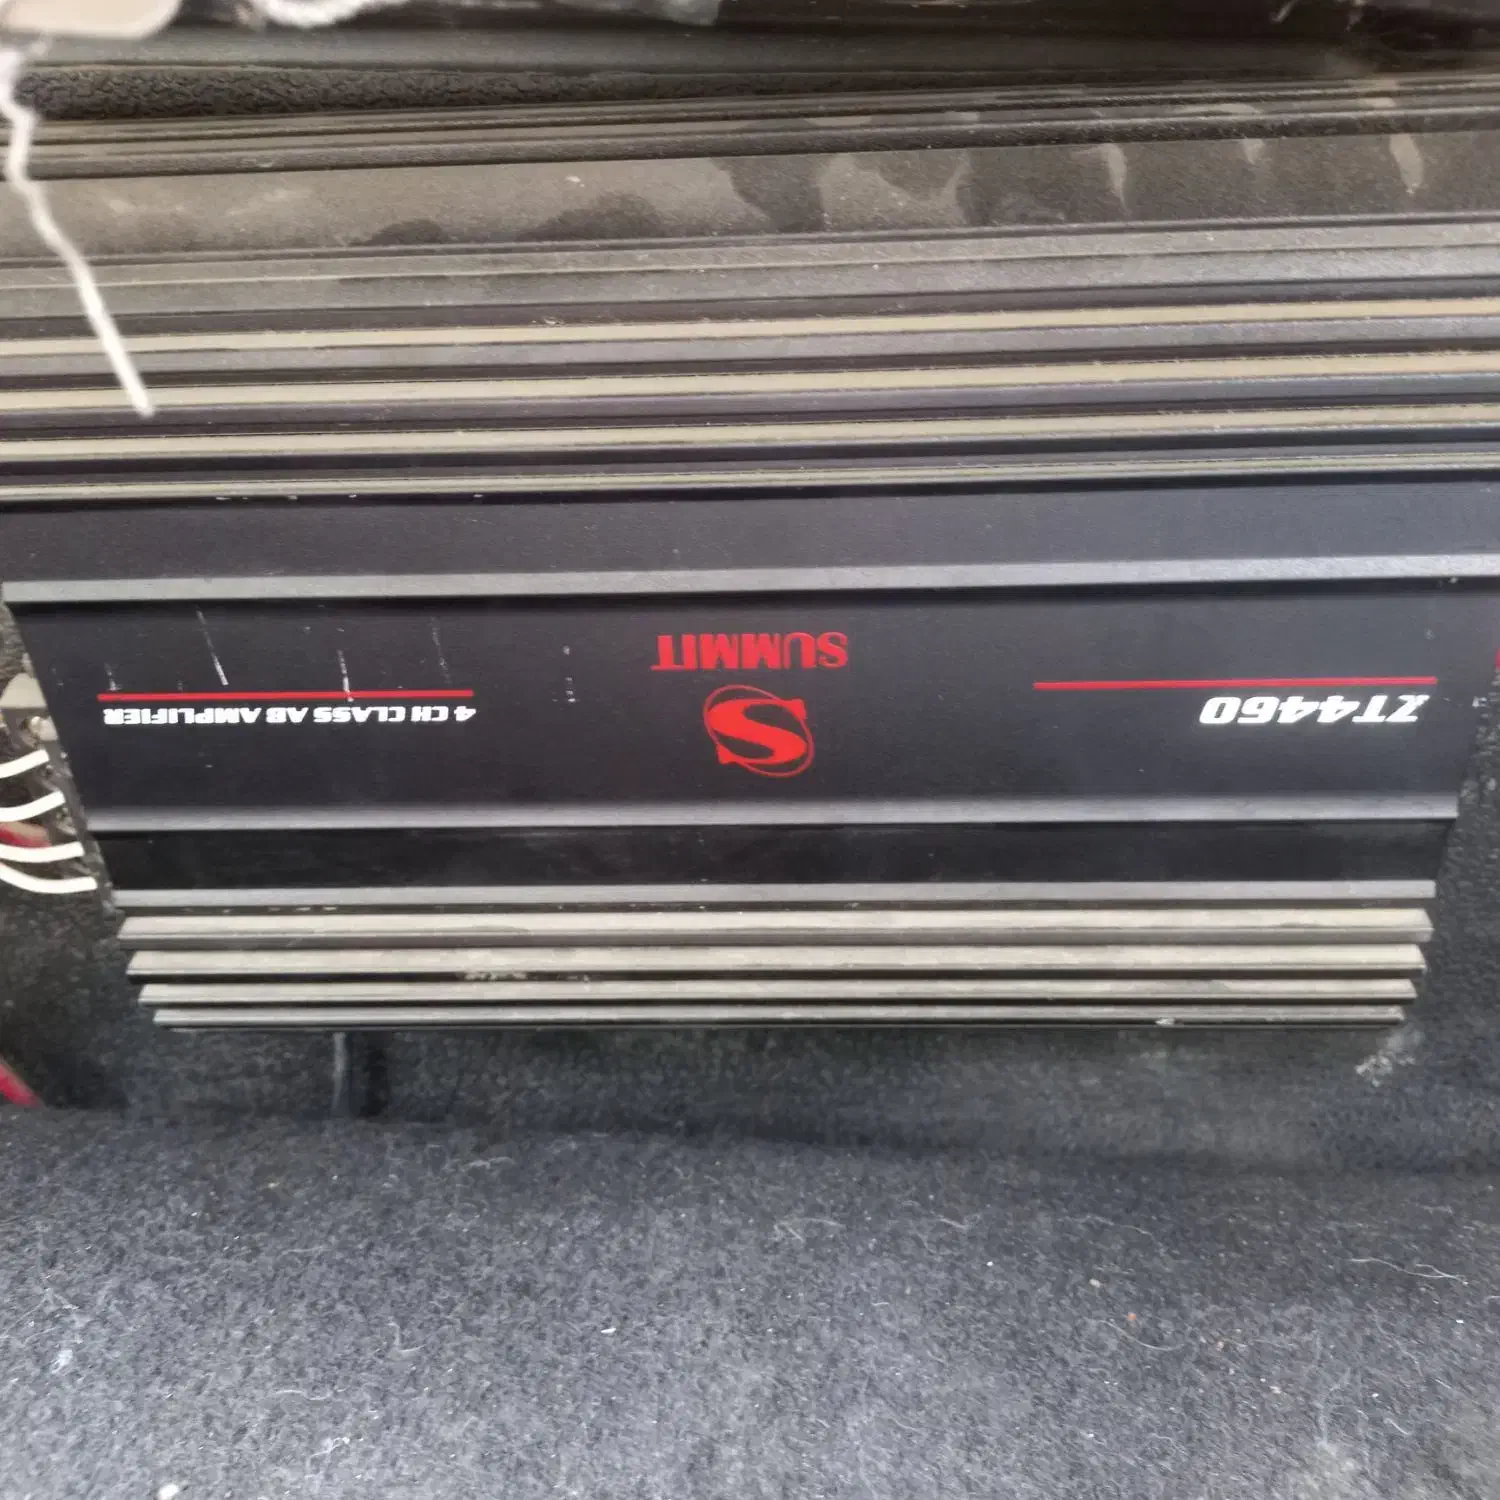 ZT4460
SUMMIT
4 CH CLASS AB AMPLIFIER